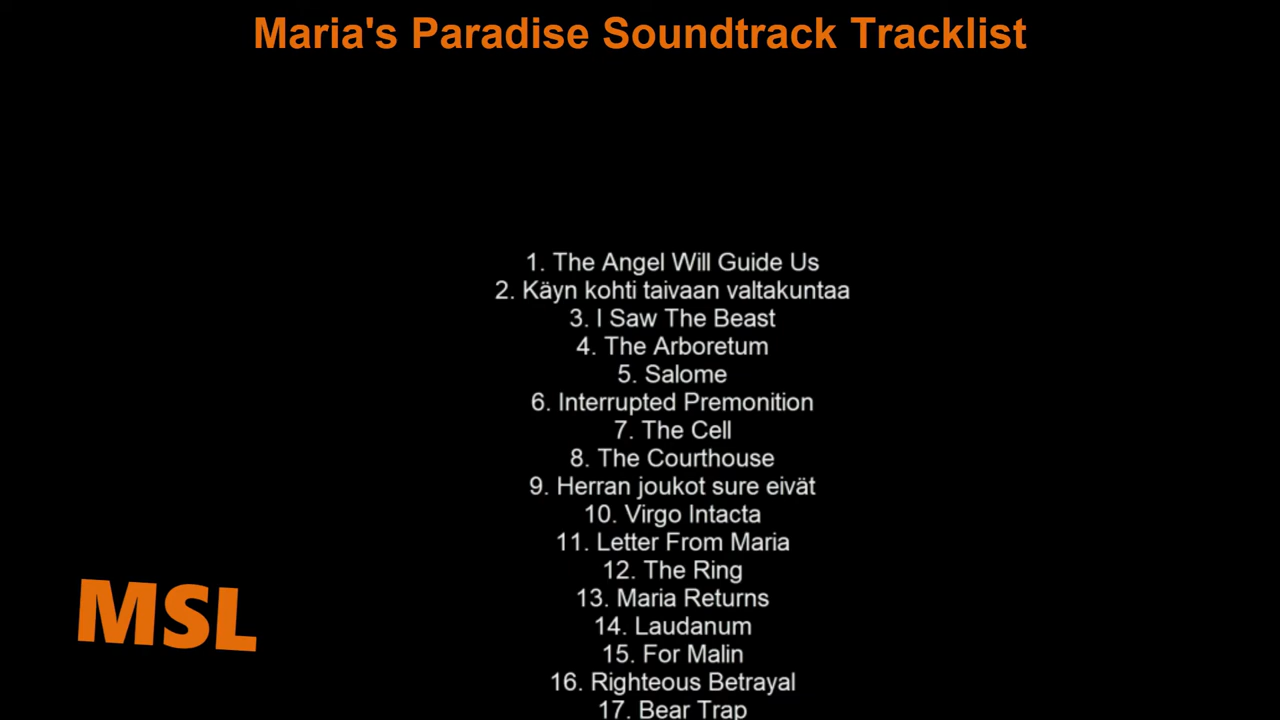 Maria's Paradise Soundtrack Tracklist
1. The Angel Will Guide Us
2. Käyn kohti taivaan valtakuntaa
3. I Saw The Beast
4. The Arboretum
5. Salome
6. Interrupted Premonition
7. The Cell
8. The Courthouse
9. Herran joukot sure eivät
10. Virgo Intacta
11. Letter From Maria
12. The Ring
13. Maria Returns
14. Laudanum
15. For Malin
16. Righteous Betrayal
17. Bear Trap
MSL